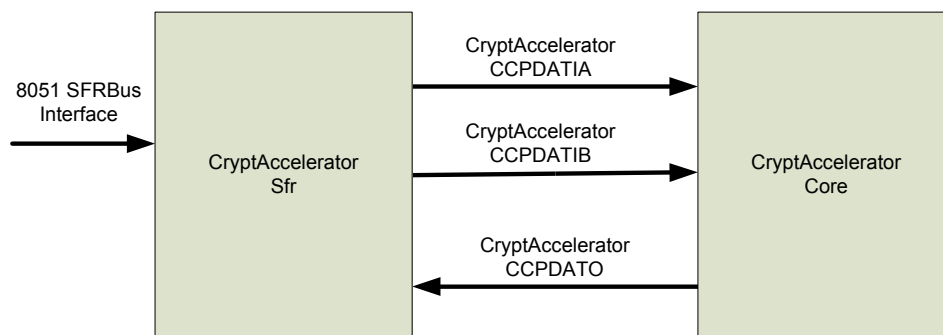 CryptAccelerator
CCPDATIA
8051 SFRBus
Interface
CryptAccelerator
CCPDATIB
CryptAccelerator
Sfr
CryptAccelerator
Core
CryptAccelerator
CCPDATO